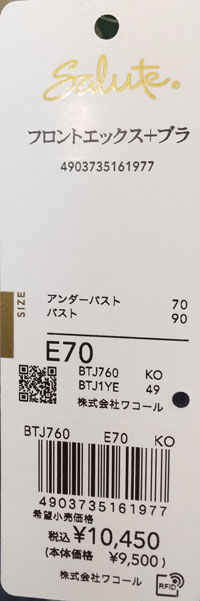 Salute.
フロントエックス+ブラ
4903735161977
SIZE
アンダーバスト 70
バスト 90
E70
BTJ760 KO
BTJ1YE 49
株式会社ワコール
BTJ760 E70 KO
4903735161977
希望小売価格
税込 ¥10,450
(本体価格 ¥9,500)
株式会社ワコール
RFID